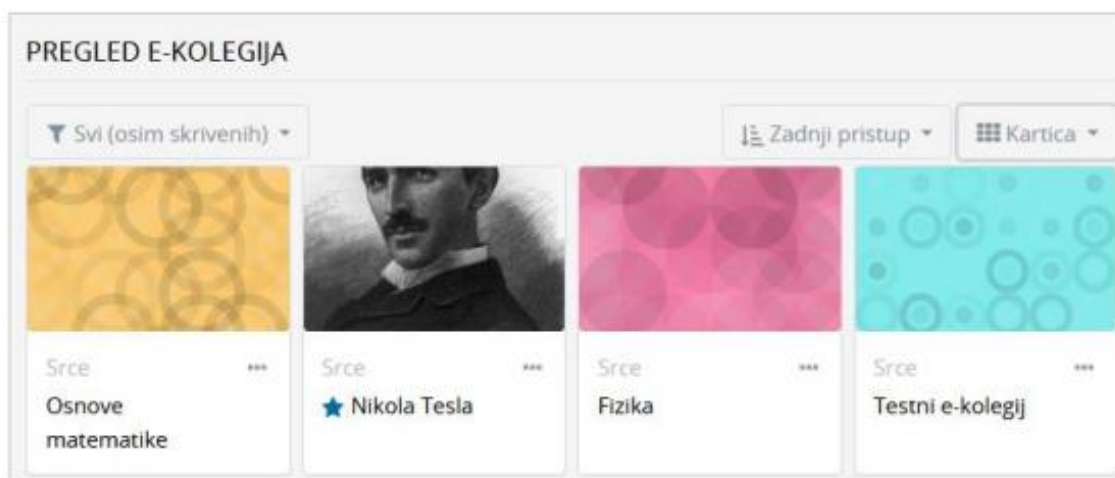 PREGLED E-KOLEGIJA
Svi (osim skrivenih)
Zadnji pristup
Kartica
Srce
Osnove
matematike
Srce
Nikola Tesla
Srce
Fizika
Srce
Testni e-kolegij